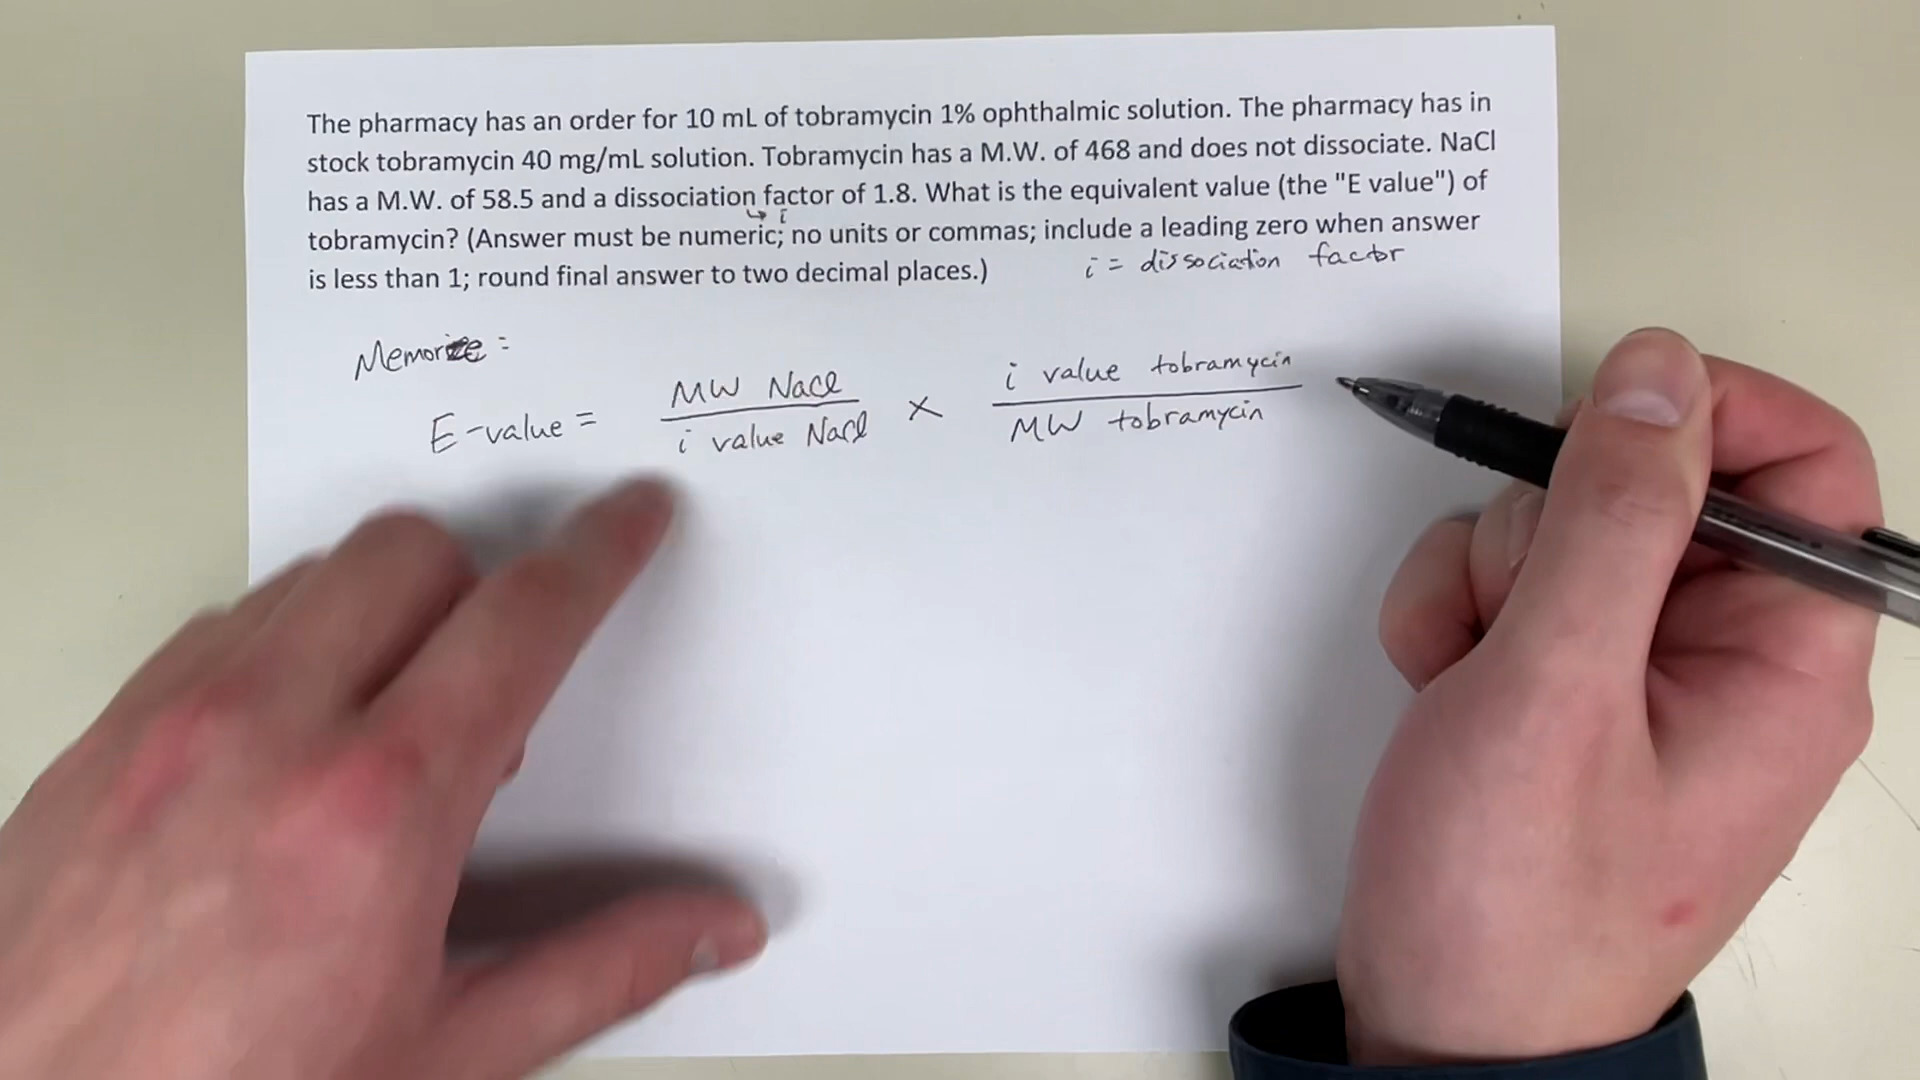 The pharmacy has an order for 10 mL of tobramycin 1% ophthalmic solution. The pharmacy has in
stock tobramycin 40 mg/mL solution. Tobramycin has a M.W. of 468 and does not dissociate. NaCl
has a M.W. of 58.5 and a dissociation factor of 1.8. What is the equivalent value (the "E value") of
↳ i
tobramycin? (Answer must be numeric; no units or commas; include a leading zero when answer
is less than 1; round final answer to two decimal places.)
i = dissociation factor
Memorize:
E-value = MW NaCl / i value NaCl × i value tobramycin / MW tobramycin